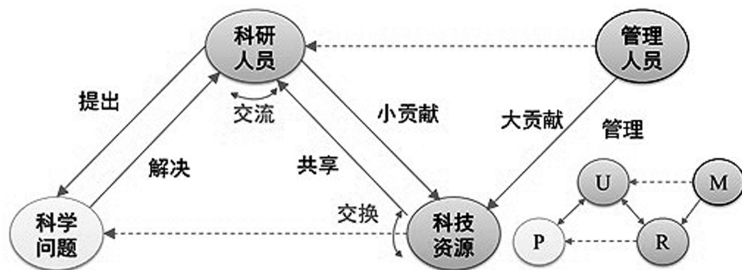 科研
人员
管理
人员
提出
交流
小贡献
大贡献
管理
解决
共享
科学
问题
交换
科技
资源
U
M
P
R